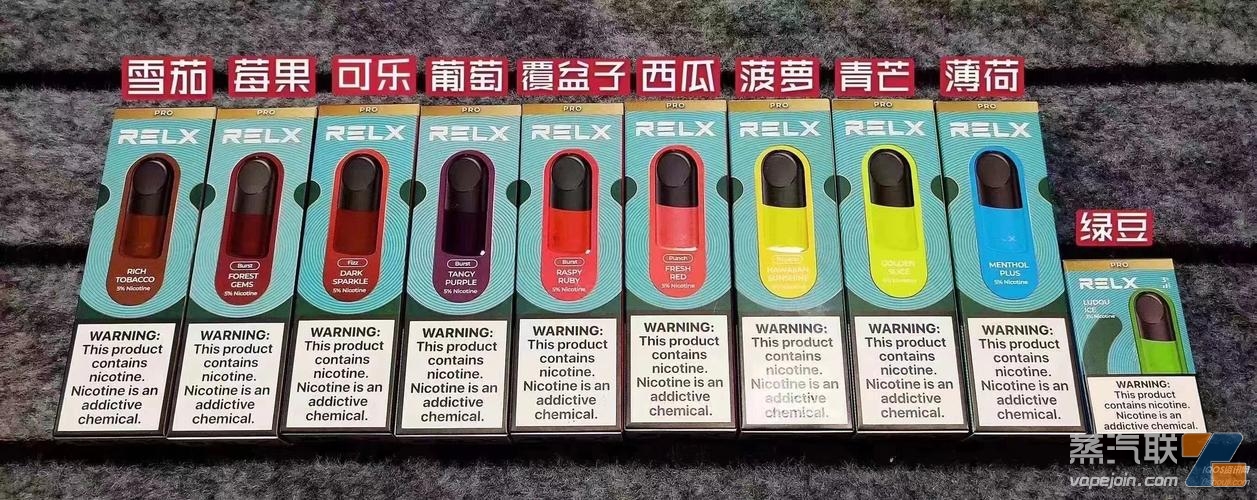 雪茄
莓果
可乐
葡萄
覆盆子
西瓜
菠萝
青芒
薄荷
绿豆
PRO
RELX
RICH
TOBACCO
5% Nicotine
WARNING:
This product
contains
nicotine.
Nicotine is an
addictive
chemical.
PRO
RELX
Burst
FOREST
GEMS
5% Nicotine
WARNING:
This product
contains
nicotine.
Nicotine is an
addictive
chemical.
PRO
RELX
Fizz
DARK
SPARKLE
5% Nicotine
WARNING:
This product
contains
nicotine.
Nicotine is an
addictive
chemical.
PRO
RELX
Burst
TANGY
PURPLE
5% Nicotine
WARNING:
This product
contains
nicotine.
Nicotine is an
addictive
chemical.
PRO
RELX
Burst
RASPY
RUBY
5% Nicotine
WARNING:
This product
contains
nicotine.
Nicotine is an
addictive
chemical.
PRO
RELX
Punch
FRESH
RED
5% Nicotine
WARNING:
This product
contains
nicotine.
Nicotine is an
addictive
chemical.
PRO
RELX
HAWAIIAN
SUNSHINE
5% Nicotine
WARNING:
This product
contains
nicotine.
Nicotine is an
addictive
chemical.
PRO
RELX
GOLDEN
SLICE
5% Nicotine
WARNING:
This product
contains
nicotine.
Nicotine is an
addictive
chemical.
PRO
RELX
MENTHOL
PLUS
5% Nicotine
WARNING:
This product
contains
nicotine.
Nicotine is an
addictive
chemical.
PRO
RELX
LUDOU
ICE
3% Nicotine
WARNING:
This product
contains nicotine.
Nicotine is an
addictive chemical.
蒸汽联
vapejoin.com